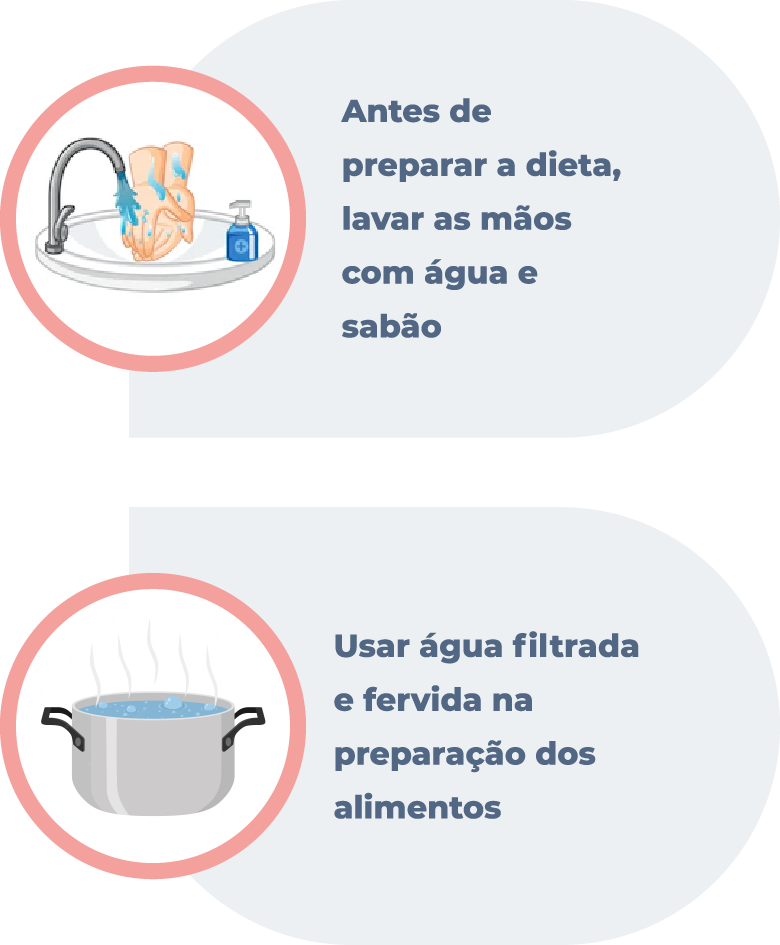 Antes de
preparar a dieta,
lavar as mãos
com água e
sabão
Usar água filtrada
e fervida na
preparação dos
alimentos